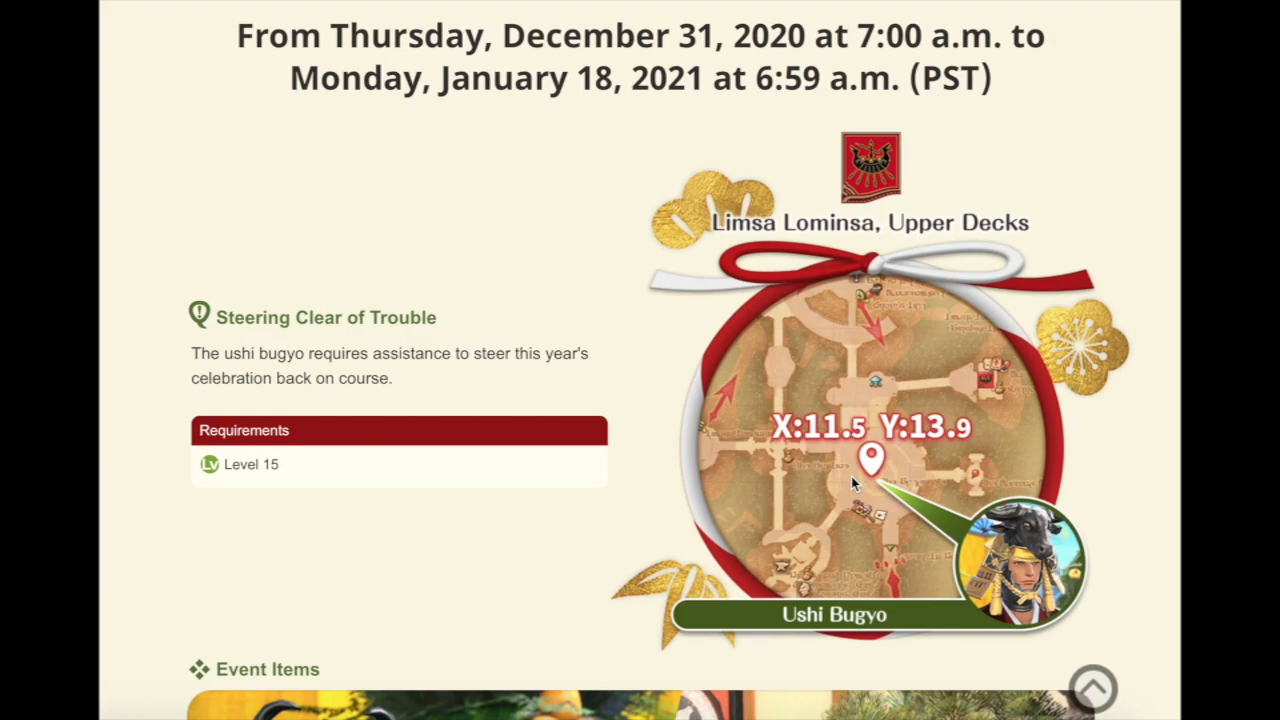 From Thursday, December 31, 2020 at 7:00 a.m. to
Monday, January 18, 2021 at 6:59 a.m. (PST)
Limsa Lominsa, Upper Decks
Steering Clear of Trouble
The ushi bugyo requires assistance to steer this year's
celebration back on course.
Requirements
Lv Level 15
X:11.5 Y:13.9
Ushi Bugyo
Event Items